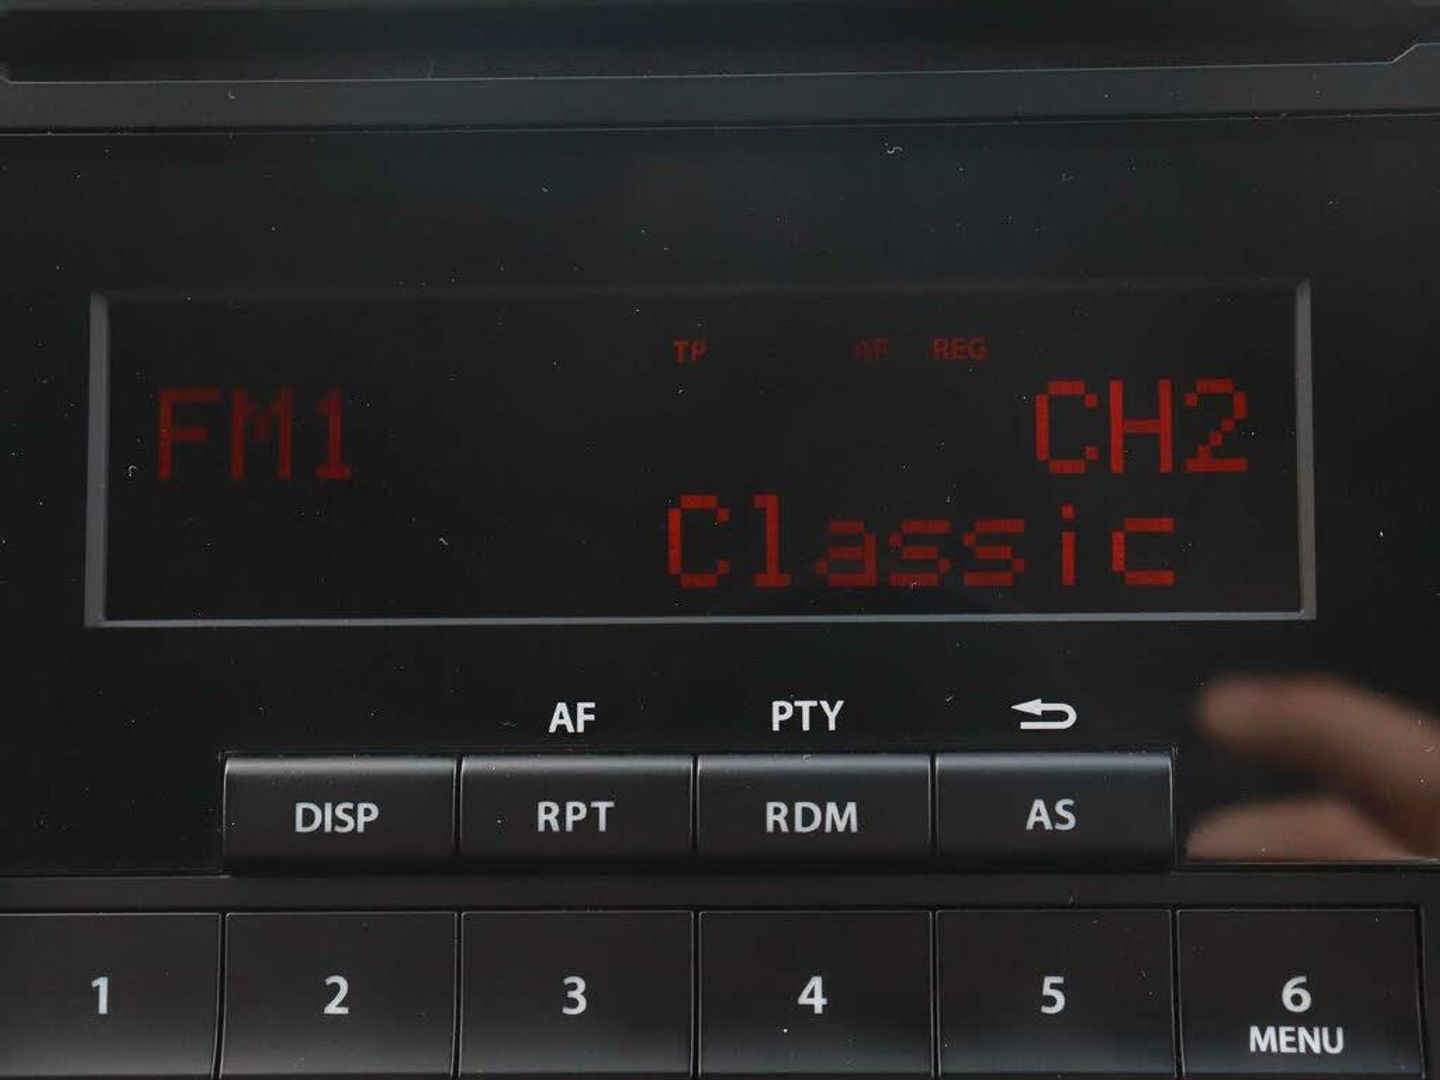 TP AF REG
FM1 CH2
Classic
AF PTY
DISP RPT RDM AS
1 2 3 4 5 6
MENU